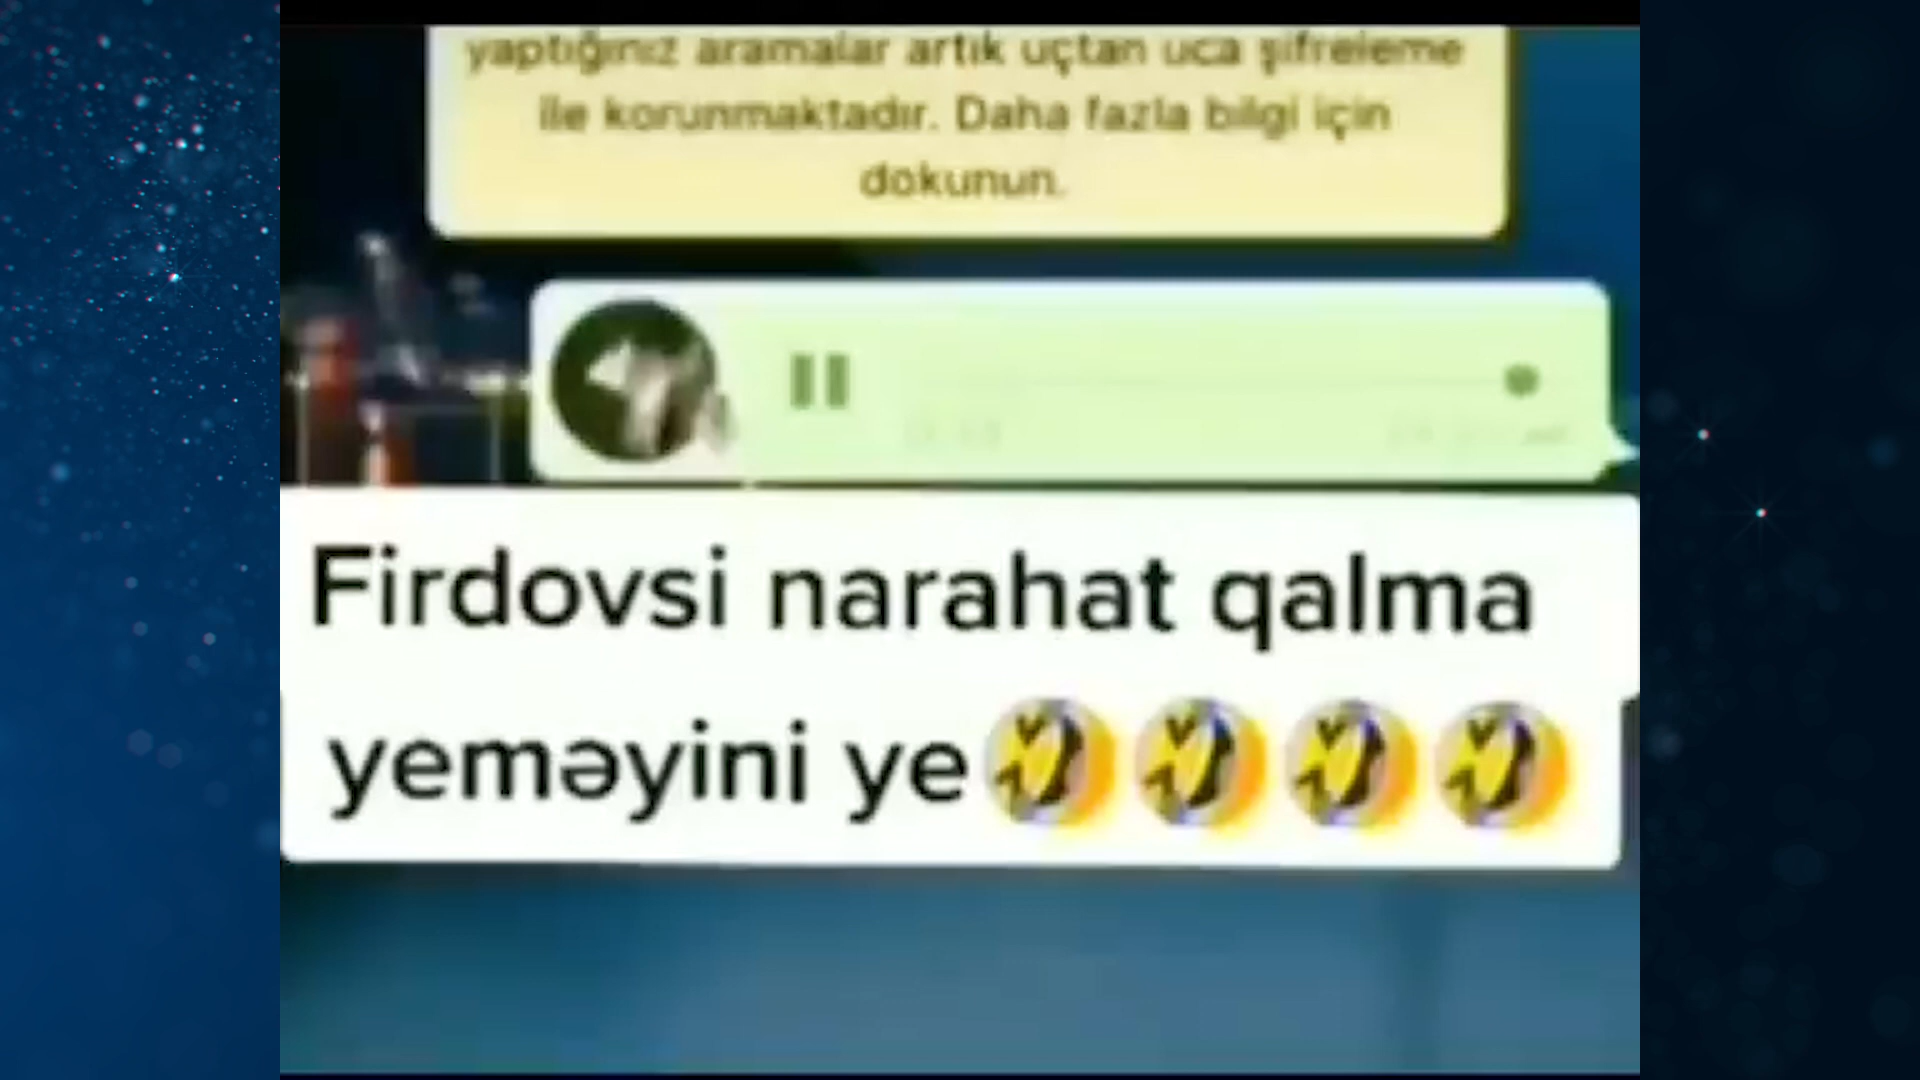 yaptığınız aramalar artık uçtan uca şifreleme
ile korunmaktadır. Daha fazla bilgi için
dokunun.
Firdovsi narahat qalma
yeməyini ye🤣🤣🤣🤣